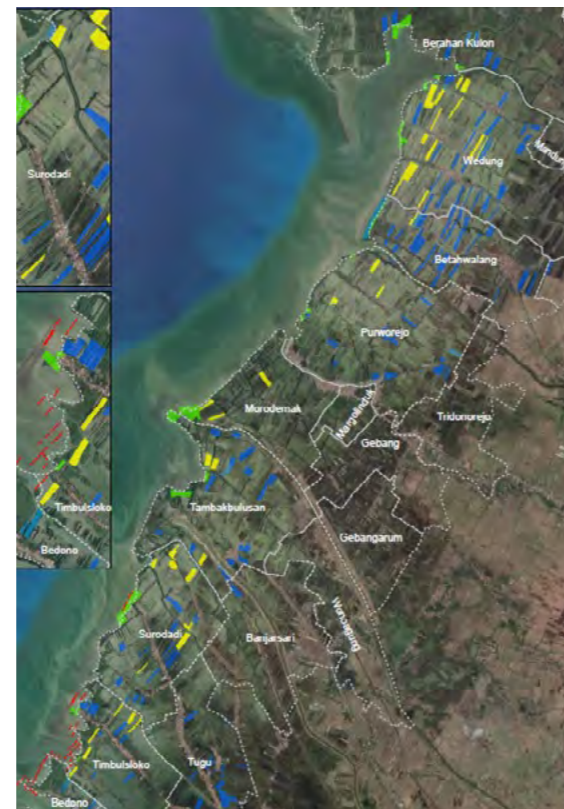 Berahan Kulon
Surodadi
Wedung
Mandung
Betahwalang
Purworejo
Morodemak
Margolinduk
Tridonorejo
Gebang
Timbulsloko
Bedono
Tambakbulusan
Gebangarum
Wonoagung
Surodadi
Banjarsari
Timbulsloko
Tugu
Bedono